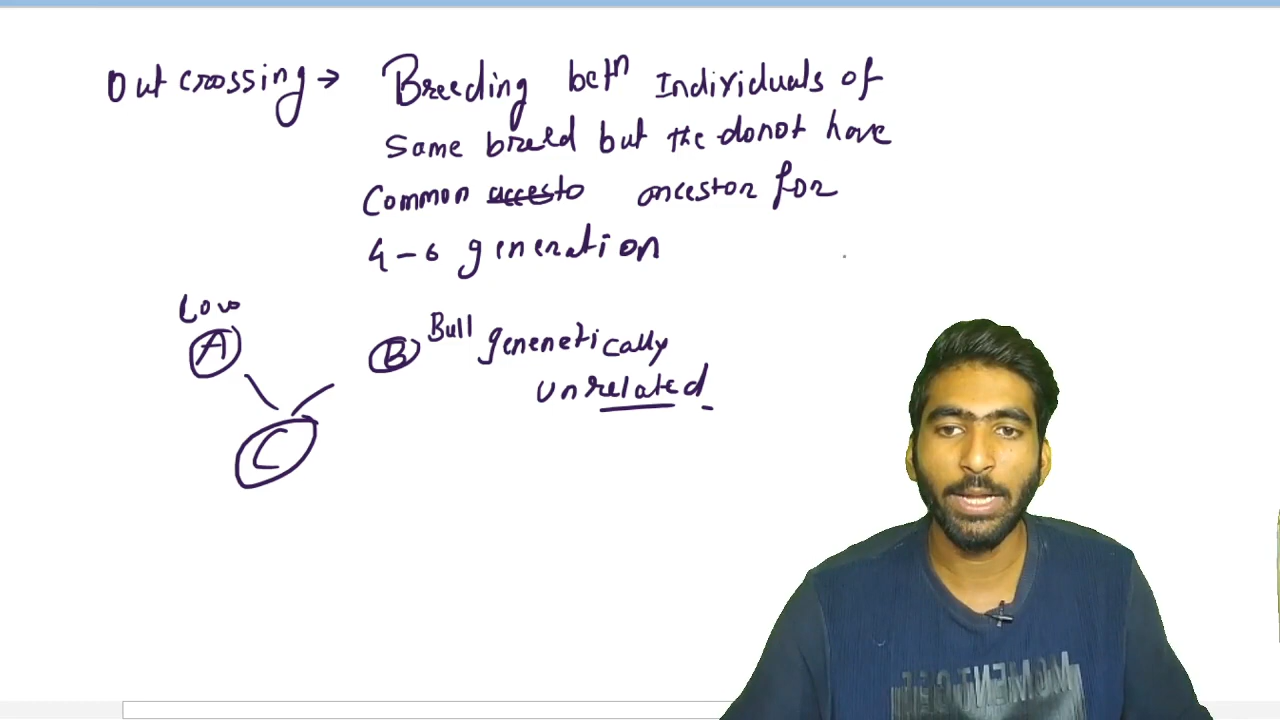 Out crossing → Breeding betn Individuals of
Same breed but the donot have
Common accesto ancestor for
4-6 generation
Cow
A B Bull genenetically
unrelated
C